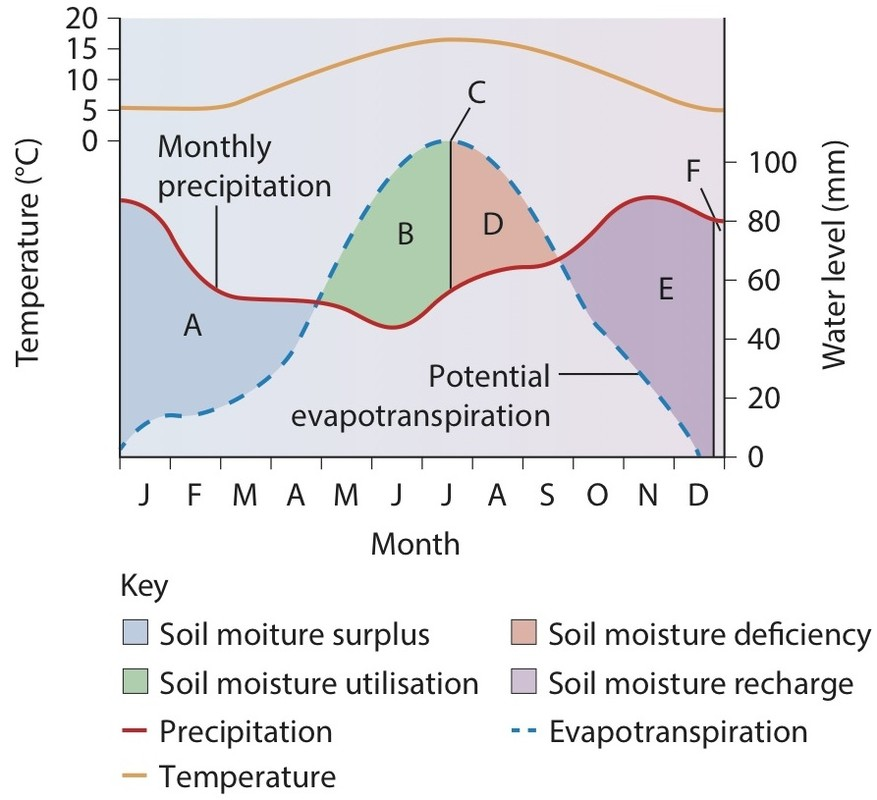 20
15
10
5
0
Temperature (°C)
Monthly
precipitation
A
B
C
D
E
F
Potential
evapotranspiration
100
80
60
40
20
0
Water level (mm)
J F M A M J J A S O N D
Month
Key
Soil moiture surplus
Soil moisture deficiency
Soil moisture utilisation
Soil moisture recharge
Precipitation
Evapotranspiration
Temperature